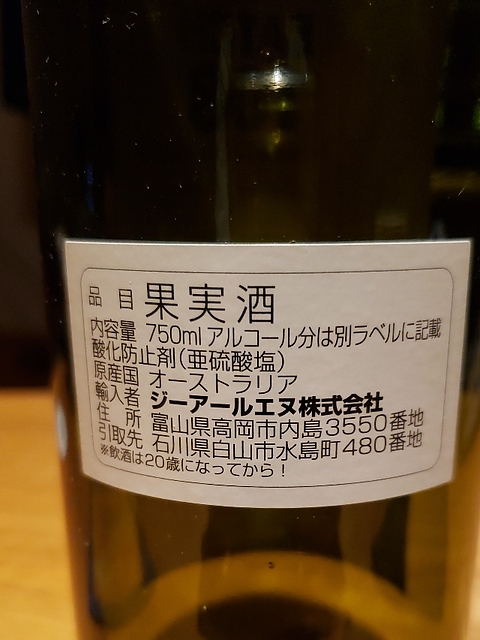 品目 果実酒
内容量 750ml アルコール分は別ラベルに記載
酸化防止剤(亜硫酸塩)
原産国 オーストラリア
輸入者 ジーアールエヌ株式会社
住所 富山県高岡市内島3550番地
引取先 石川県白山市水島町480番地
※飲酒は20歳になってから!